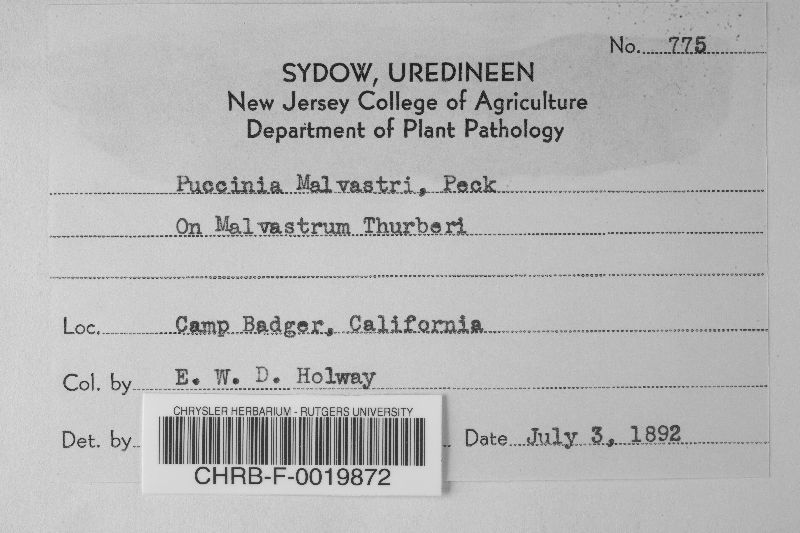 No. 775
SYDOW, UREDINEEN
New Jersey College of Agriculture
Department of Plant Pathology
Puccinia Malvastri, Peck
On Malvastrum Thurberi
Loc. Camp Badger, California
Col. by E. W. D. Holway
Det. by Date July 3, 1892
CHRYSLER HERBARIUM - RUTGERS UNIVERSITY
CHRB-F-0019872